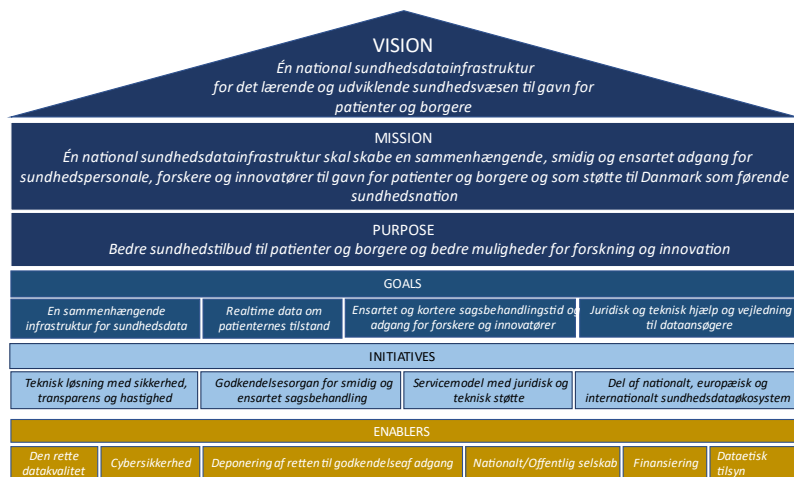 VISION
Én national sundhedsdatainfrastruktur
for det lærende og udviklende sundhedsvæsen til gavn for
patienter og borgere
MISSION
Én national sundhedsdatainfrastruktur skal skabe en sammenhængende, smidig og ensartet adgang for
sundhedspersonale, forskere og innovatører til gavn for patienter og borgere og som støtte til Danmark som førende
sundhedsnation
PURPOSE
Bedre sundhedstilbud til patienter og borgere og bedre muligheder for forskning og innovation
GOALS
En sammenhængende
infrastruktur for sundhedsdata
Realtime data om
patienternes tilstand
Ensartet og kortere sagsbehandlingstid og
adgang for forskere og innovatører
Juridisk og teknisk hjælp og vejledning
til dataansøgere
INITIATIVES
Teknisk løsning med sikkerhed,
transparens og hastighed
Godkendelsesorgan for smidig og
ensartet sagsbehandling
Servicemodel med juridisk og
teknisk støtte
Del af nationalt, europæisk og
internationalt sundhedsdataøkosystem
ENABLERS
Den rette
datakvalitet
Cybersikkerhed
Deponering af retten til godkendelseaf adgang
Nationalt/Offentlig selskab
Finansiering
Dataetisk
tilsyn